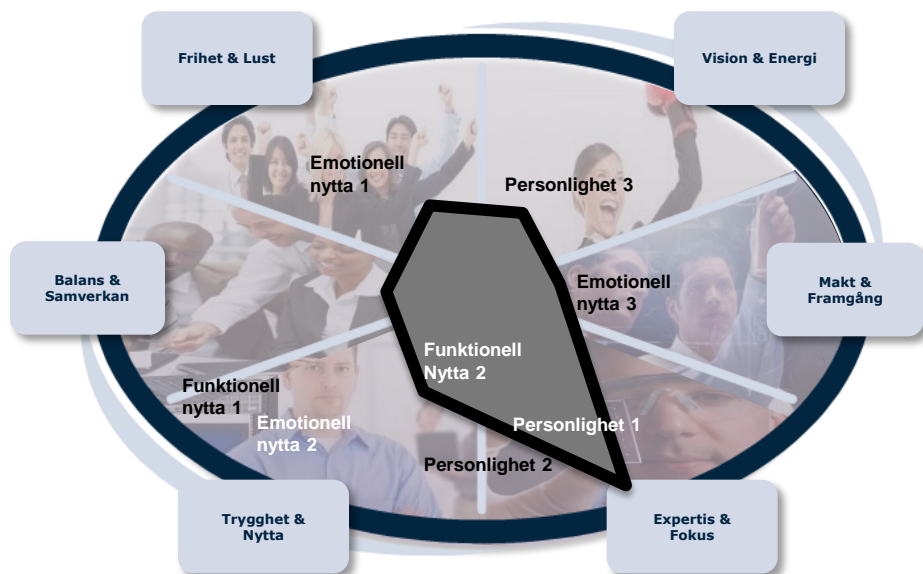 Frihet & Lust
Vision & Energi
Emotionell
nytta 1
Personlighet 3
Balans &
Samverkan
Emotionell
nytta 3
Makt &
Framgång
Funktionell
Nytta 2
Funktionell
nytta 1
Emotionell
nytta 2
Personlighet 1
Personlighet 2
Trygghet &
Nytta
Expertis &
Fokus